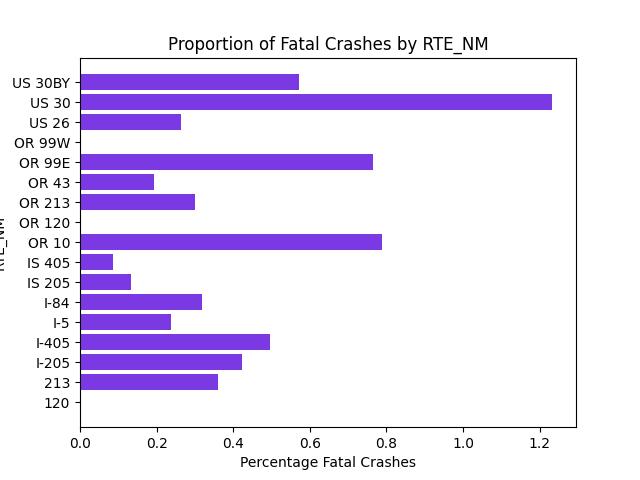 Proportion of Fatal Crashes by RTE_NM
US 30BY
US 30
US 26
OR 99W
OR 99E
OR 43
OR 213
OR 120
OR 10
IS 405
IS 205
I-84
I-5
I-405
I-205
213
120
RTE_NM
0.0 0.2 0.4 0.6 0.8 1.0 1.2
Percentage Fatal Crashes